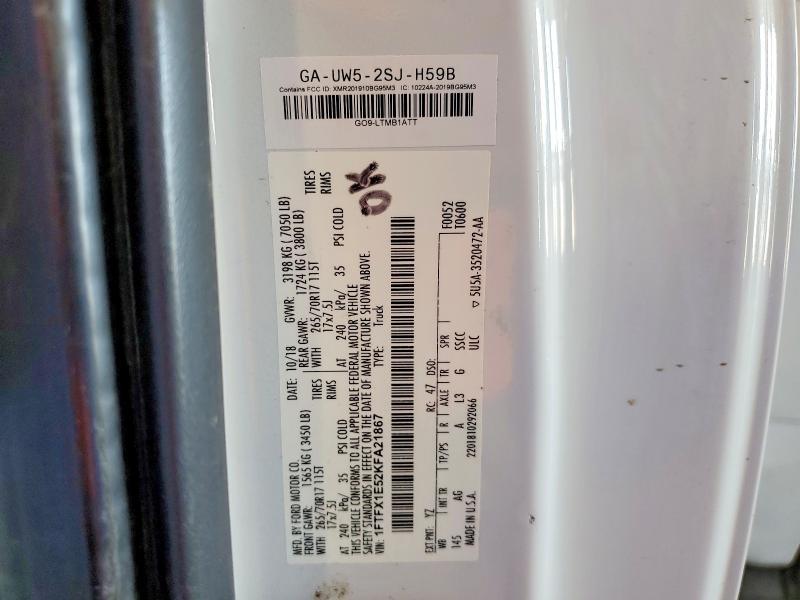 GA-UW5-2SJ-H59B
Contains FCC ID: XMR201910BG95M3 IC: 10224A-2019BG95M3
GO9-LTMB1ATT
OK
MFD. BY FORD MOTOR CO.
DATE: 10/18 GVWR: 3198 KG ( 7050 LB)
FRONT GAWR: 1565 KG ( 3450 LB) REAR GAWR: 1724 KG ( 3800 LB)
WITH 265/70R17 115T TIRES WITH 265/70R17 115T TIRES
17x7.5J RIMS 17x7.5J RIMS
AT 240 kPa/ 35 PSI COLD AT 240 kPa/ 35 PSI COLD
THIS VEHICLE CONFORMS TO ALL APPLICABLE FEDERAL MOTOR VEHICLE
SAFETY STANDARDS IN EFFECT ON THE DATE OF MANUFACTURE SHOWN ABOVE.
VIN: 1FTFX1E52KFA21867 TYPE: Truck
F0052
T0600
EXT PNT: YZ RC: 47 DSO:
WB INT TR TP/PS R AXLE TR SPR
145 AG A L3 G SSCC
MADE IN U.S.A. 2201810292066 ULC
▽ 5U5A-3520472-AA